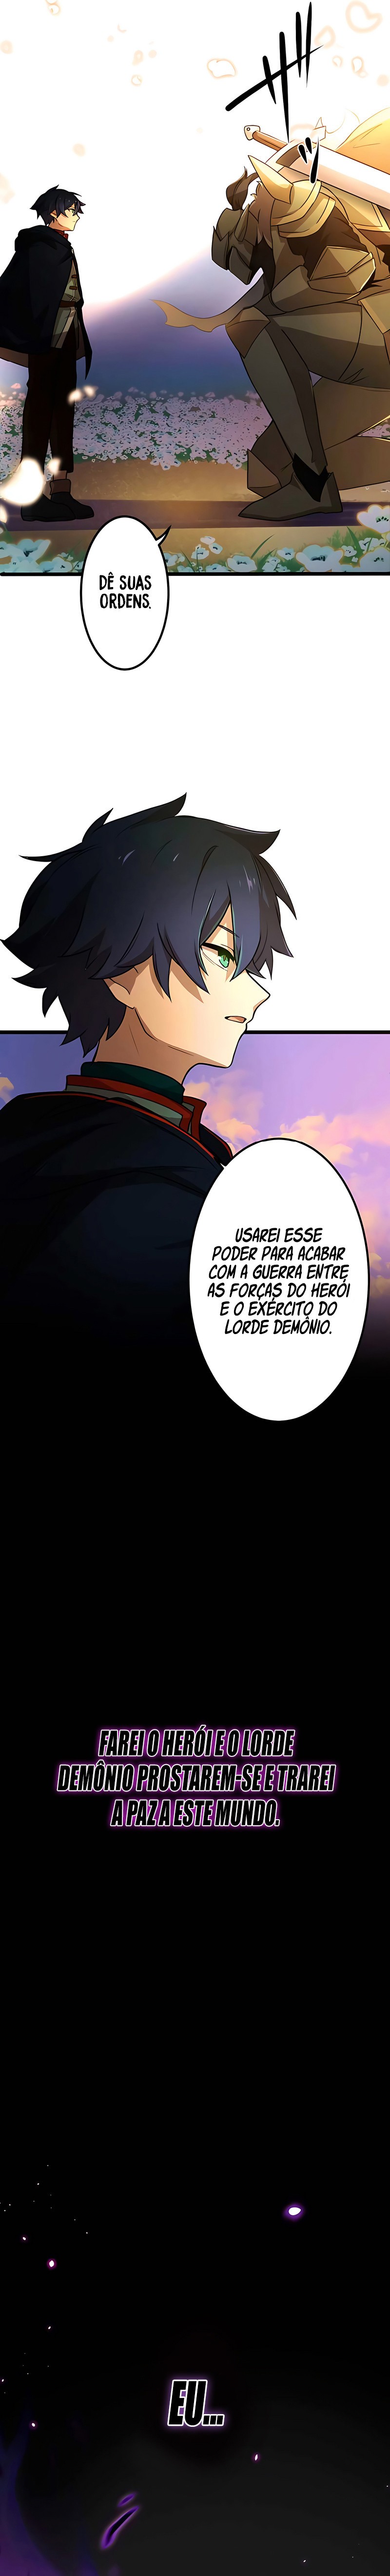 DÊ SUAS
ORDENS.
USAREI ESSE
PODER PARA ACABAR
COM A GUERRA ENTRE
AS FORÇAS DO HERÓI
E O EXÉRCITO DO
LORDE DEMÔNIO.
FAREI O HERÓI E O LORDE
DEMÔNIO PROSTAREM-SE E TRAREI
A PAZ A ESTE MUNDO.
EU...